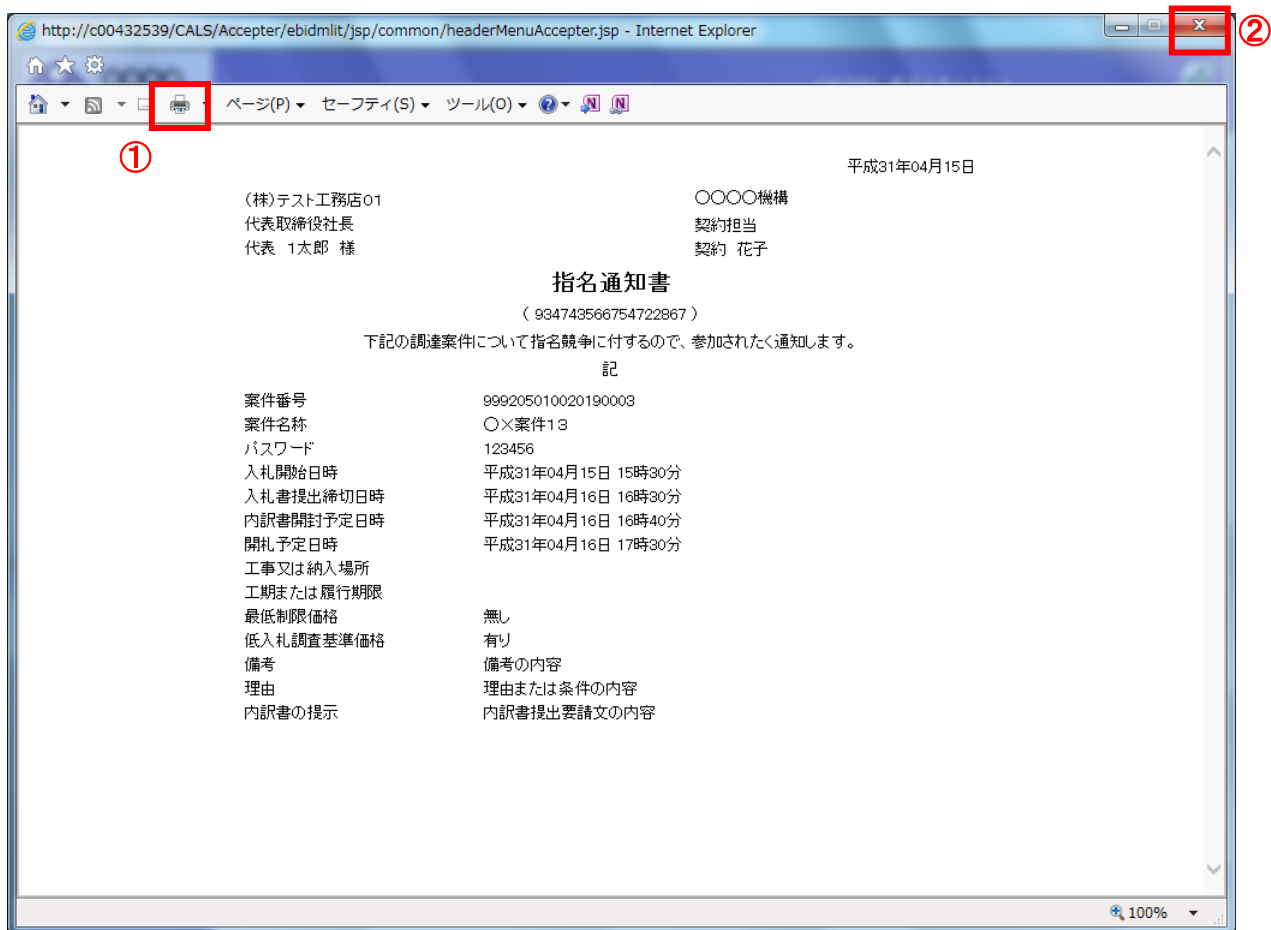 http://c00432539/CALS/Accepter/ebidmlit/jsp/common/headerMenuAccepter.jsp - Internet Explorer
②
ページ(P) セーフティ(S) ツール(O)
①
平成31年04月15日
(株)テスト工務店01
〇〇〇〇機構
代表取締役社長
契約担当
代表 1太郎 様
契約 花子
指名通知書
( 934743566754722867 )
下記の調達案件について指名競争に付するので、参加されたく通知します。
記
案件番号 999205010020190003
案件名称 〇×案件13
パスワード 123456
入札開始日時 平成31年04月15日 15時30分
入札書提出締切日時 平成31年04月16日 16時30分
内訳書開封予定日時 平成31年04月16日 16時40分
開札予定日時 平成31年04月16日 17時30分
工事又は納入場所
工期または履行期限
最低制限価格 無し
低入札調査基準価格 有り
備考 備考の内容
理由 理由または条件の内容
内訳書の提示 内訳書提出要請文の内容
100%